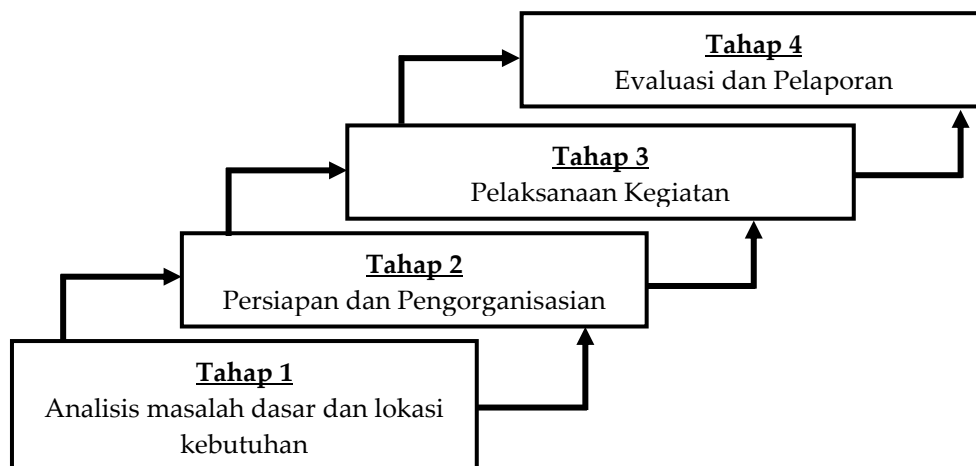 Tahap 4
Evaluasi dan Pelaporan
Tahap 3
Pelaksanaan Kegiatan
Tahap 2
Persiapan dan Pengorganisasian
Tahap 1
Analisis masalah dasar dan lokasi
kebutuhan